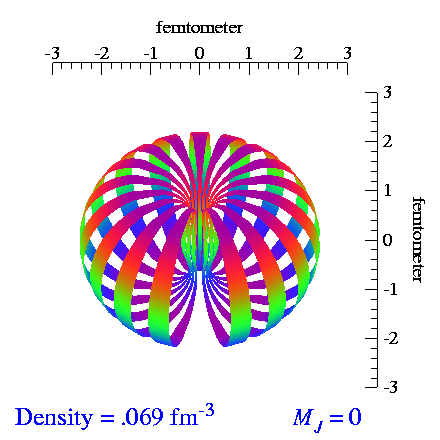 femtometer
-3 -2 -1 0 1 2 3
3
2
1
0
-1
-2
-3
femtometer
Density = .069 fm-3 MJ = 0